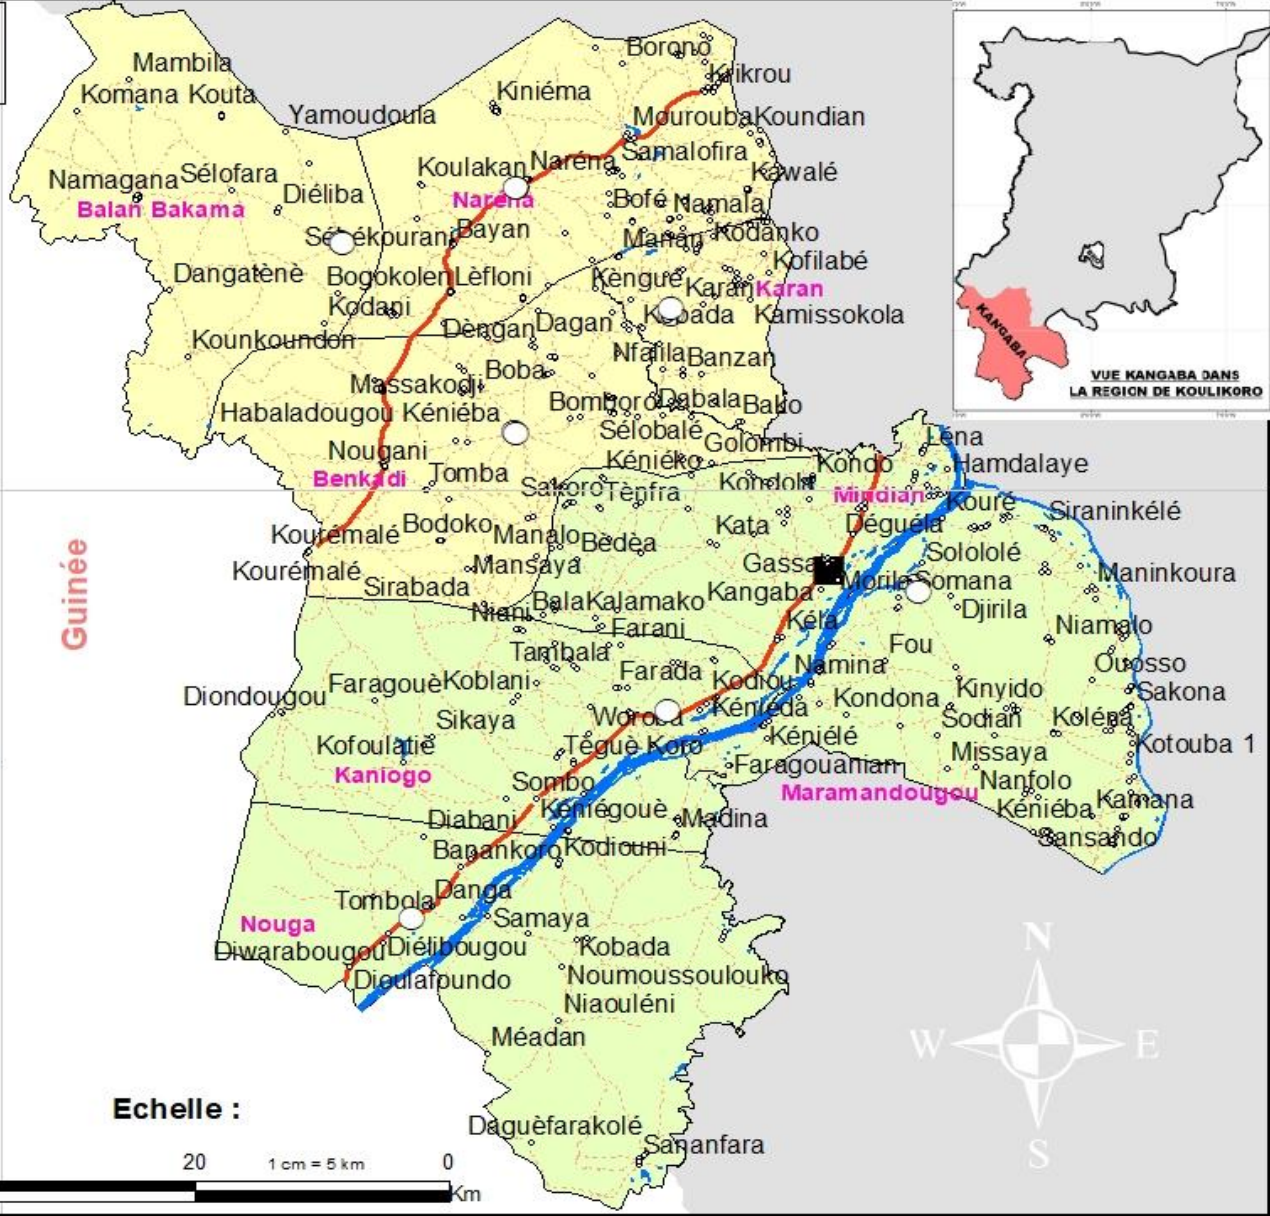 Borono
Mambila
Krikrou
Komana Kouta
Kiniéma
Yamoudoula
Mourouba
Koundian
Samalofira
Koulakan
Naréna
Kawalé
Namagana
Sélofara
Diéliba
Naréna
Bofé
Namala
Balan Bakama
Bayan
Manan
Kodanko
Kofilabé
Dangatènè
Bogokolen
Lèfloni
Kèngué
Karan
Karan
Kodani
Dèngan
Dagan
Kamissokola
Kounkoundon
Nfafila
Banzan
Boba
Massakodji
Habaladougou Kéniéba
Bomboro
Dabala
Bako
Sélobalé
Golombi
Nougani
Benkadi
Tomba
Kéniéko
Kondo
Léna
Hamdalaye
Sakoro
Tènfra
Kondola
Minidian
Kouré
Siraninkélé
Kourémalé
Bodoko
Manalo
Bèdèa
Kata
Déguéla
Solololé
Kourémalé
Sirabada
Mansaya
Gassa
Kangaba
Morila
Somana
Maninkoura
Niani
Bala
Kalamako
Farani
Kéla
Djirila
Niamalo
Tambala
Fou
Farada
Namina
Ouosso
Diondougou
Faragouè
Koblani
Kodiou
Kondona
Kinyido
Sakona
Sikaya
Kéniéda
Sodian
Koléna
Kofoulatié
Téguè Koro
Kéniélé
Missaya
Kotouba 1
Kaniogo
Sombo
Faragouanian
Nanfolo
Maramandougou
Kéniéba
Kamana
Diabani
Kéniégouè
Madina
Sansando
Banankoro
Kodiouni
Danga
Tombola
Samaya
Nouga
Diwarabougou
Diélibougou
Kobada
Dioulafoundo
Noumoussoulouko
Niaouléni
Méadan
Daguèfarakolé
Sananfara
Guinée
Echelle :
20
1 cm = 5 km
0
Km
KANGABA
VUE KANGABA DANS
LA REGION DE KOULIKORO
N
W
E
S